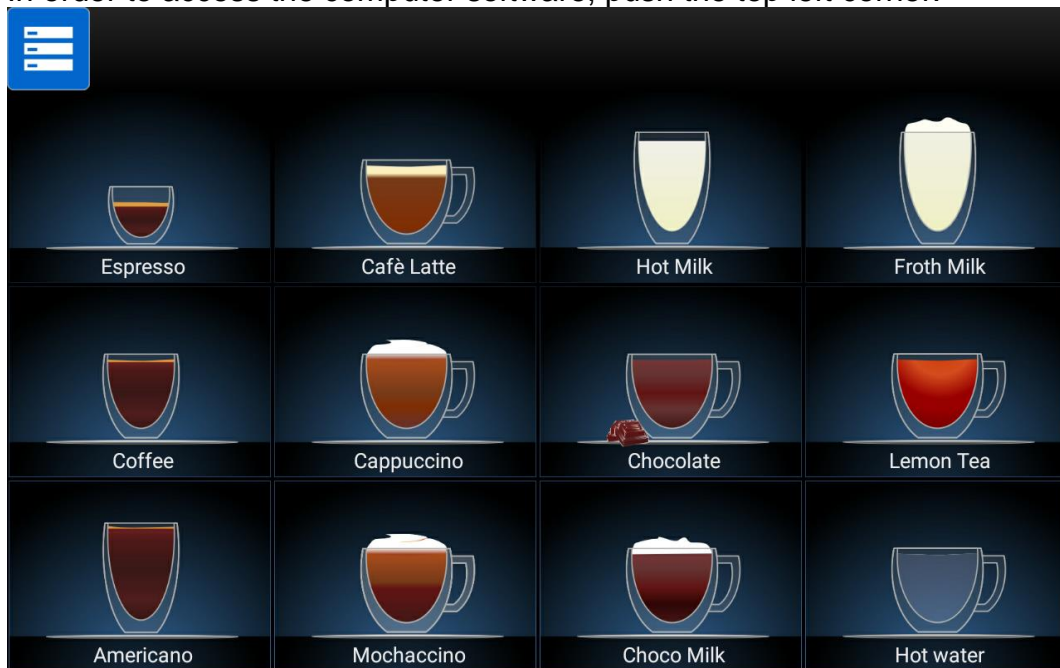 In order to access the computer software, push the top left corner.
Espresso
Cafè Latte
Hot Milk
Froth Milk
Coffee
Cappuccino
Chocolate
Lemon Tea
Americano
Mochaccino
Choco Milk
Hot water